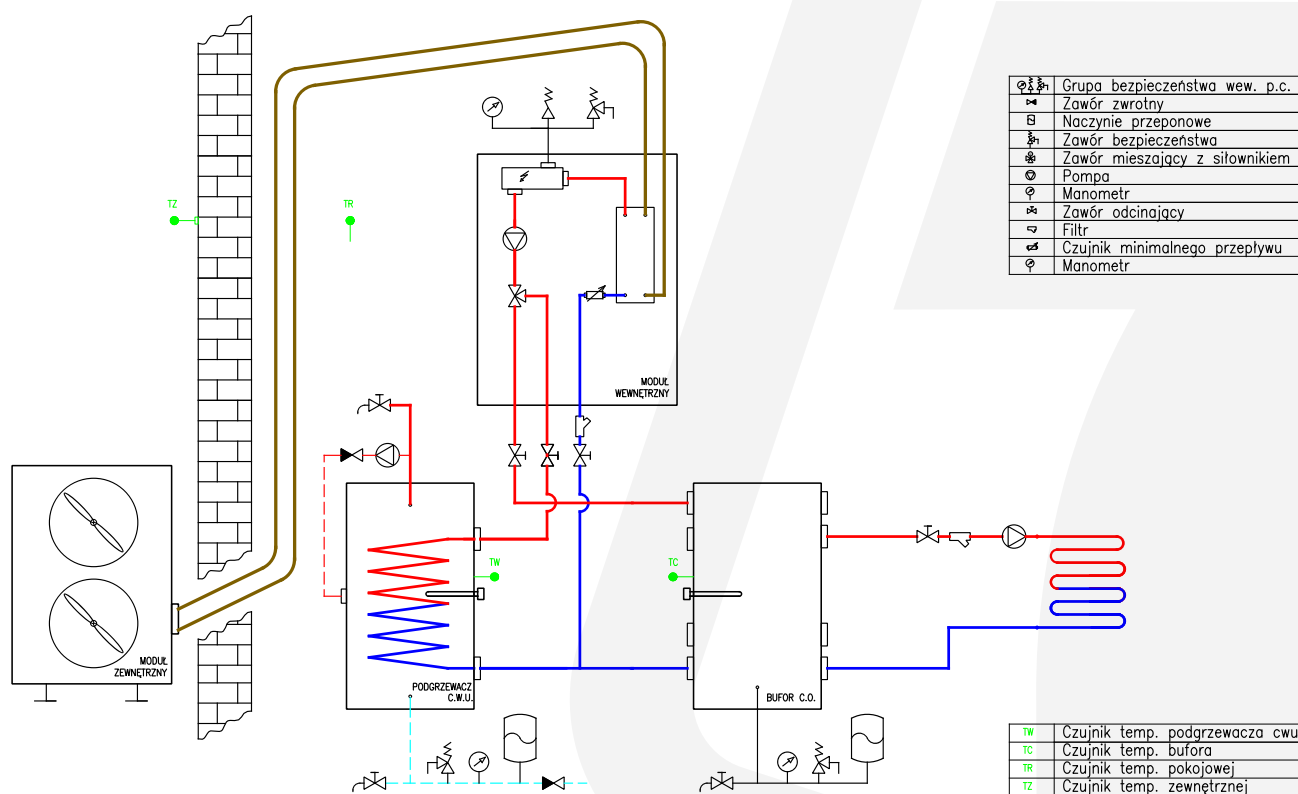 Grupa bezpieczeństwa wew. p.c.
Zawór zwrotny
Naczynie przeponowe
Zawór bezpieczeństwa
Zawór mieszający z siłownikiem
Pompa
Manometr
Zawór odcinający
Filtr
Czujnik minimalnego przepływu
Manometr
TZ
TR
MODUŁ
WEWNĘTRZNY
TW
TC
MODUŁ
ZEWNĘTRZNY
PODGRZEWACZ
C.W.U.
BUFOR C.O.
TW Czujnik temp. podgrzewacza cwu
TC Czujnik temp. bufora
TR Czujnik temp. pokojowej
TZ Czujnik temp. zewnętrznej